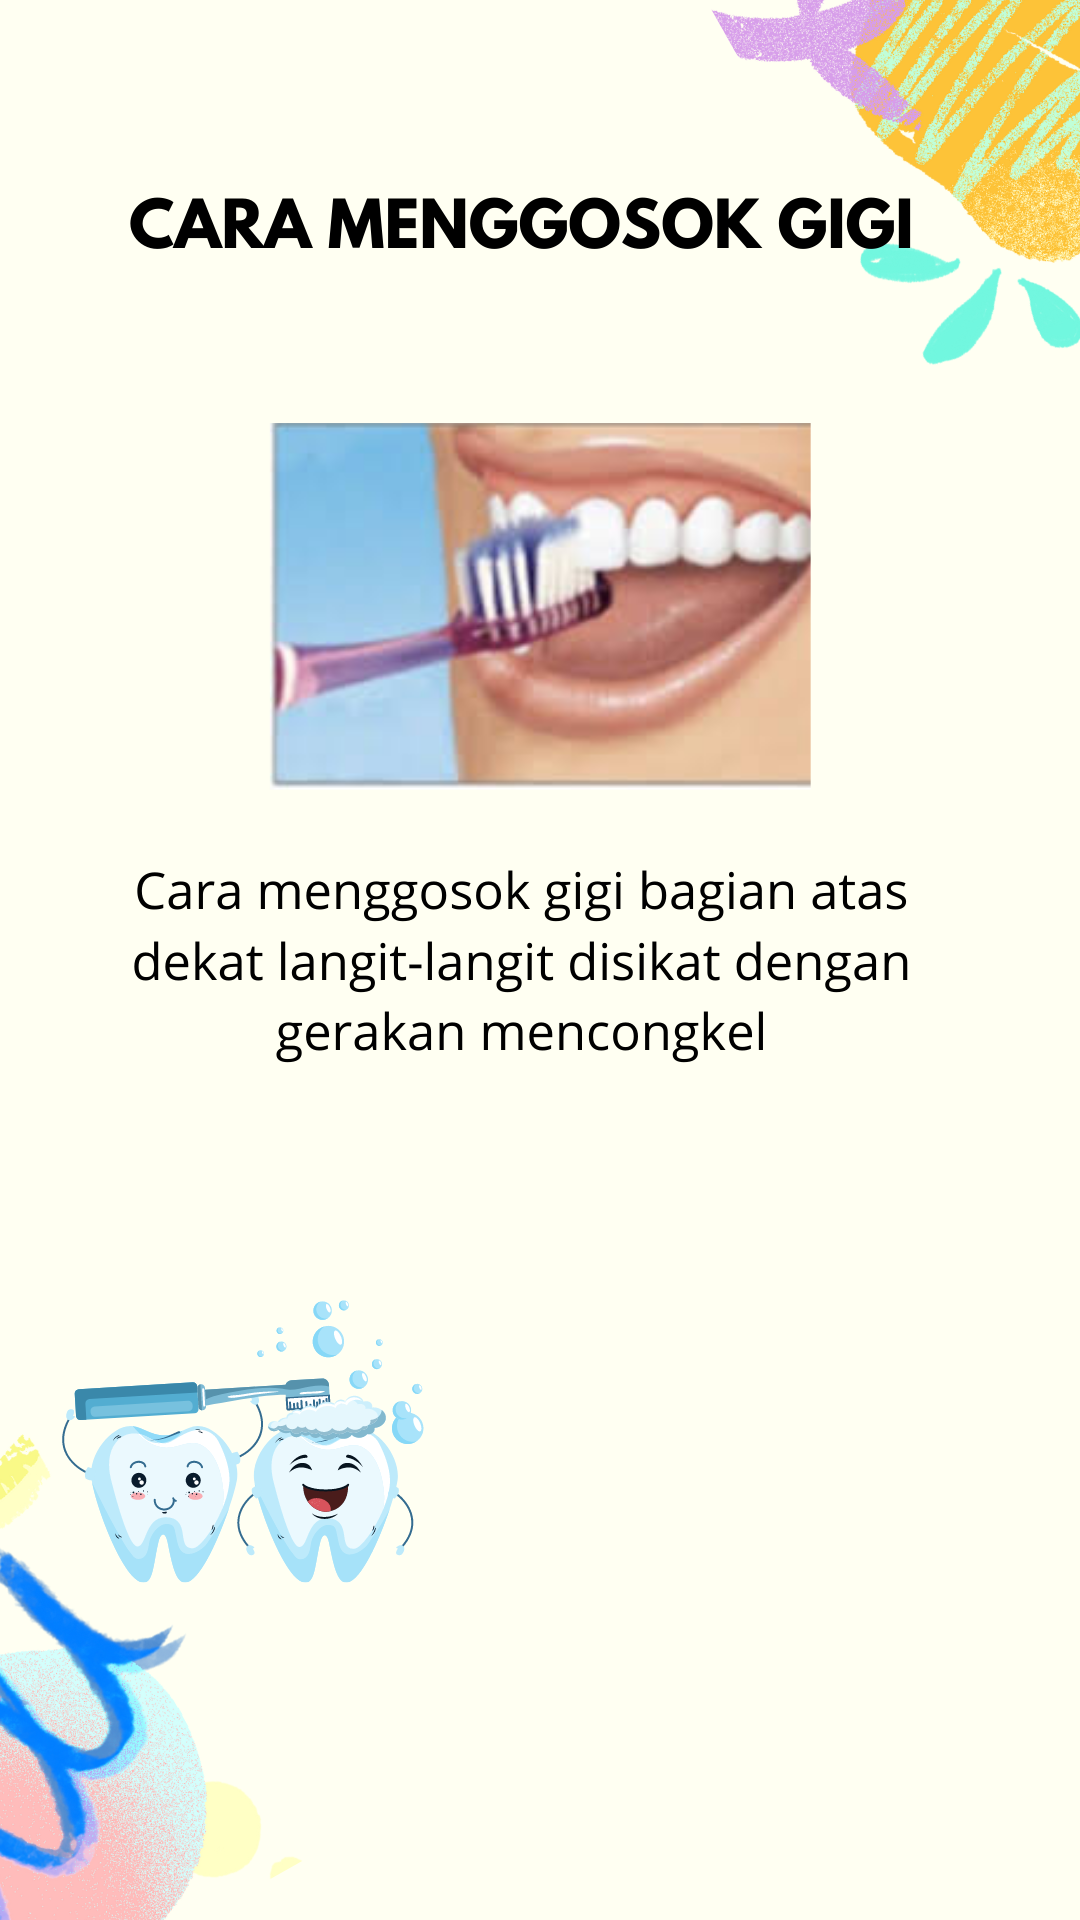 CARA MENGGOSOK GIGI
Cara menggosok gigi bagian atas
dekat langit-langit disikat dengan
gerakan mencongkel